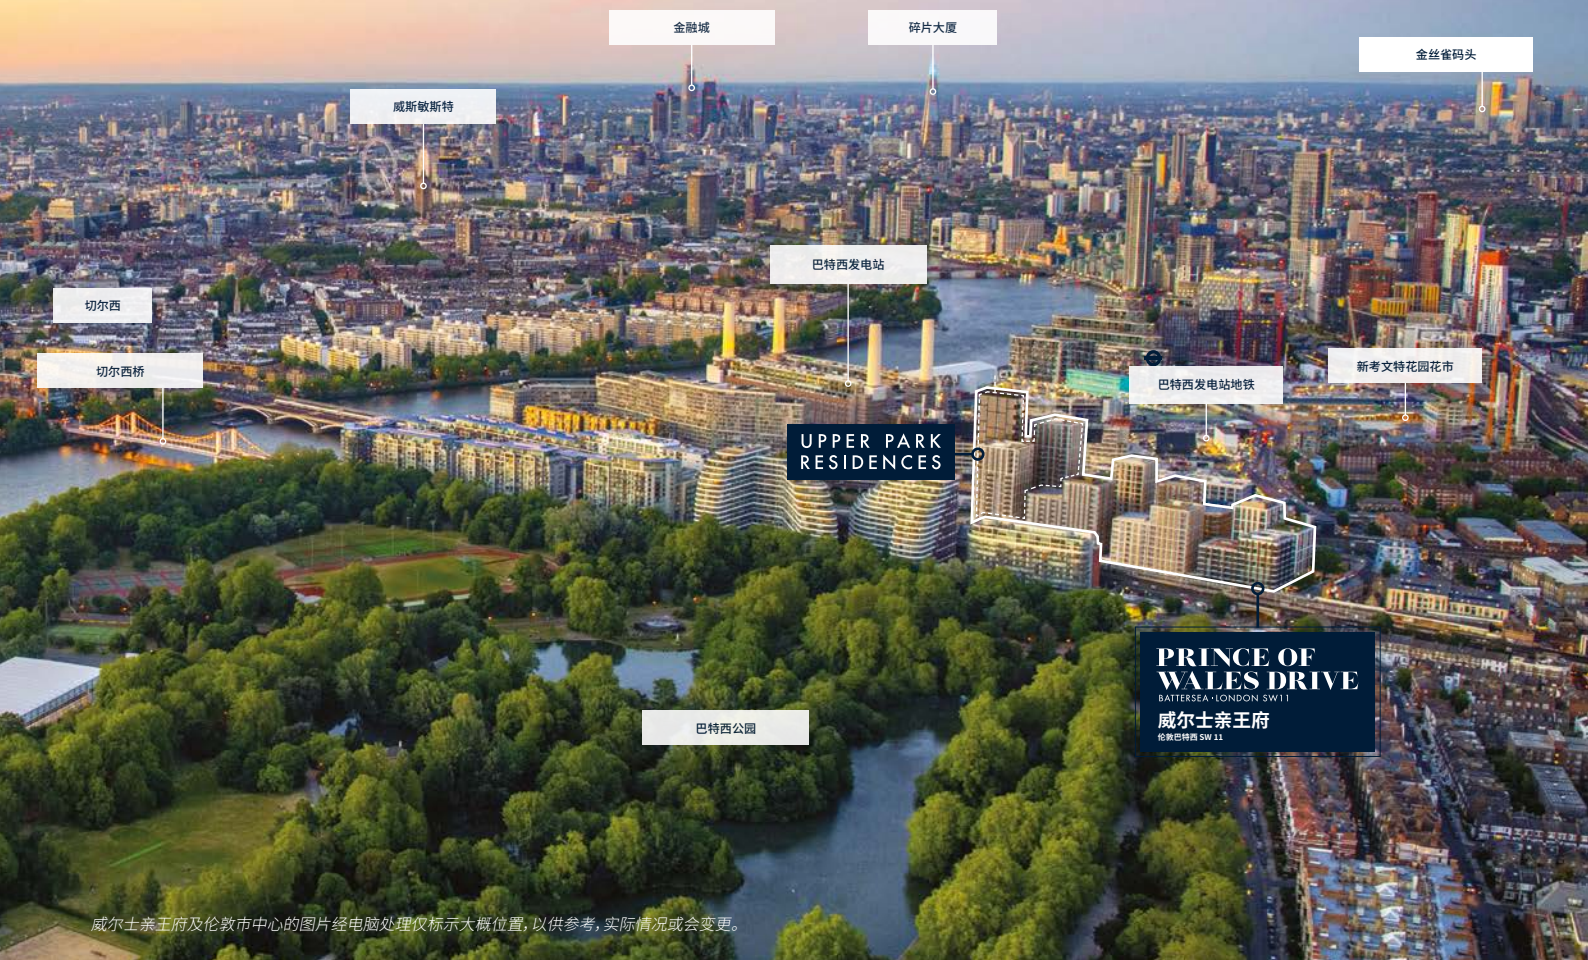 金融城
碎片大厦
金丝雀码头
威斯敏斯特
巴特西发电站
切尔西
切尔西桥
新考文特花园花市
巴特西发电站地铁
UPPER PARK
RESIDENCES
PRINCE OF
WALES DRIVE
BATTERSEA · LONDON SW11
威尔士亲王府
伦敦巴特西 SW 11
巴特西公园
威尔士亲王府及伦敦市中心的图片经电脑处理仅标示大概位置，以供参考，实际情况或会变更。